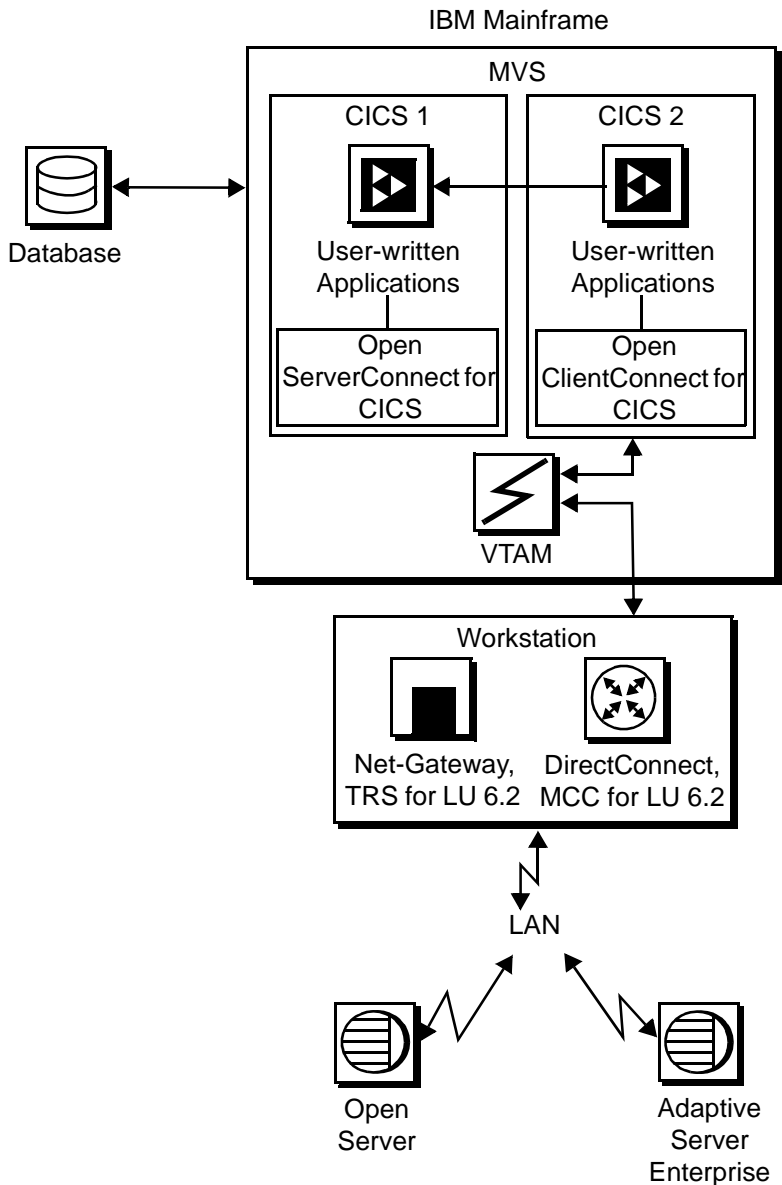 IBM Mainframe
MVS
CICS 1
CICS 2
Database
User-written
Applications
User-written
Applications
Open
ServerConnect for
CICS
Open
ClientConnect for
CICS
VTAM
Workstation
Net-Gateway,
TRS for LU 6.2
DirectConnect,
MCC for LU 6.2
LAN
Open
Server
Adaptive
Server
Enterprise